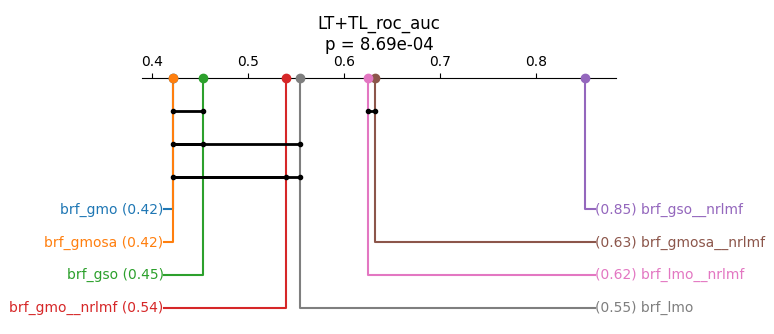 LT+TL_roc_auc
p = 8.69e-04
0.4 0.5 0.6 0.7 0.8
brf_gmo (0.42) (0.85) brf_gso__nrlmf
brf_gmosa (0.42) (0.63) brf_gmosa__nrlmf
brf_gso (0.45) (0.62) brf_lmo__nrlmf
brf_gmo__nrlmf (0.54) (0.55) brf_lmo